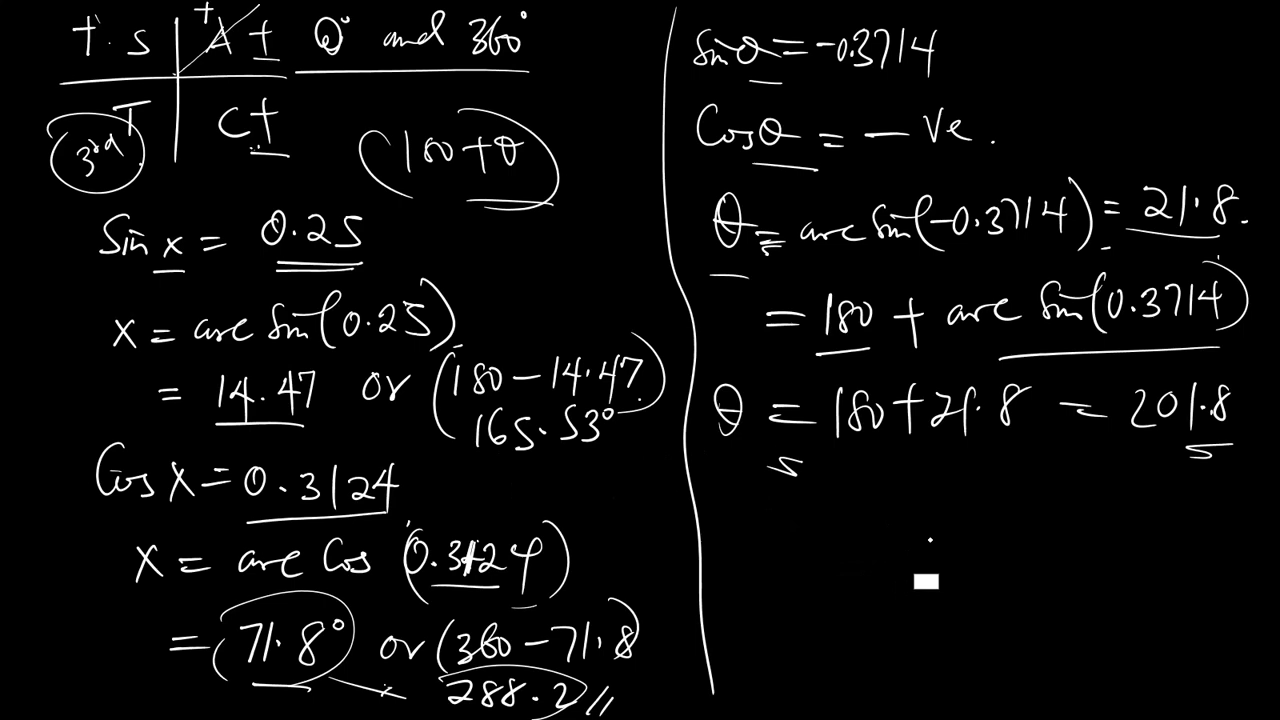 + S | + A + 0° and 360°
T | C +
3rd
180 + θ
Sin x = 0.25
x = arc Sin(0.25)
= 14.47 or (180 - 14.47)
165.53°
Cos x = 0.3124
x = arc Cos (0.3124)
= 71.8° or (360 - 71.8)
288.2 //
Sin θ = -0.3714
Cos θ = - Ve.
θ = arc Sin(-0.3714) = 21.8.
= 180 + arc Sin(0.3714)
θ = 180 + 21.8 = 201.8